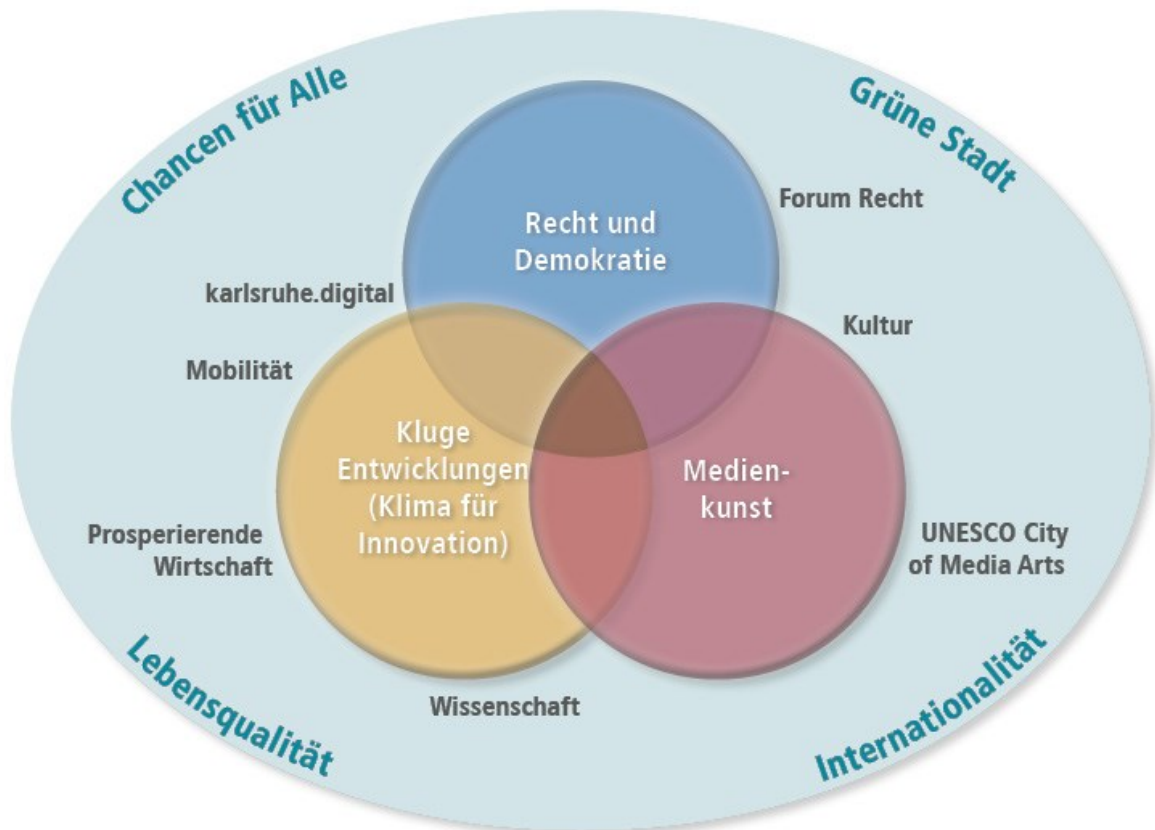 Chancen für Alle
Grüne Stadt
Forum Recht
Recht und
Demokratie
karlsruhe.digital
Kultur
Mobilität
Kluge
Entwicklungen
(Klima für
Innovation)
Medien-
kunst
Prosperierende
Wirtschaft
UNESCO City
of Media Arts
Lebensqualität
Internationalität
Wissenschaft